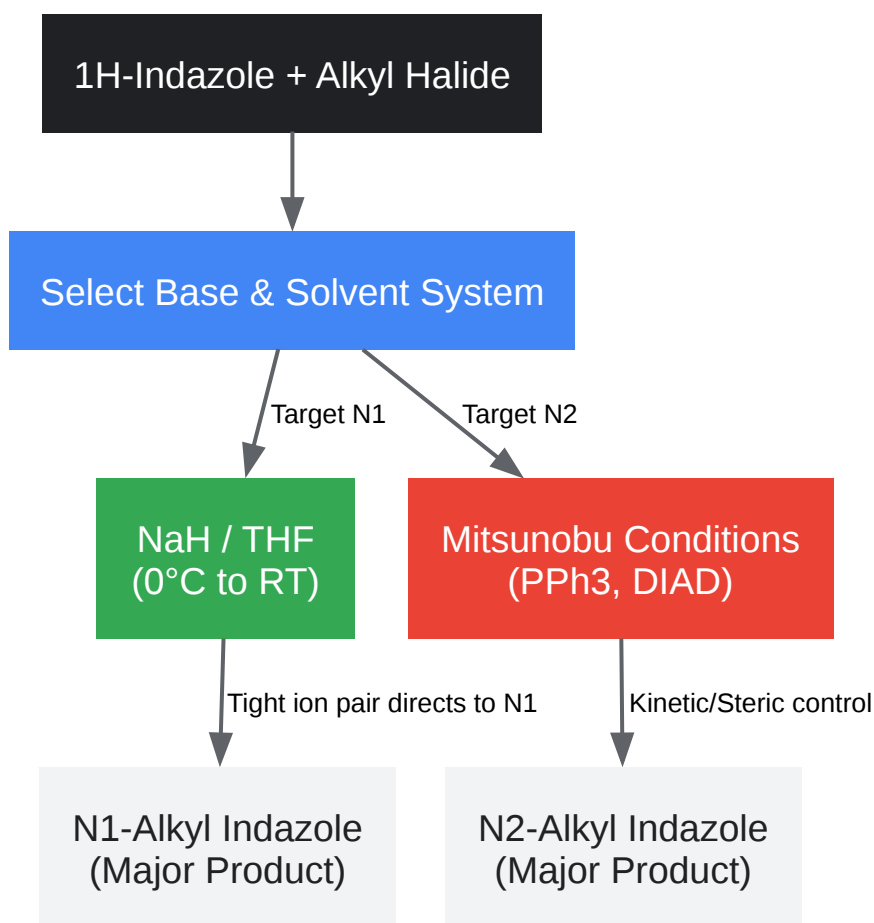 1H-Indazole + Alkyl Halide
Select Base & Solvent System
Target N1
Target N2
NaH / THF
(0°C to RT)
Mitsunobu Conditions
(PPh3, DIAD)
Tight ion pair directs to N1
Kinetic/Steric control
N1-Alkyl Indazole
(Major Product)
N2-Alkyl Indazole
(Major Product)